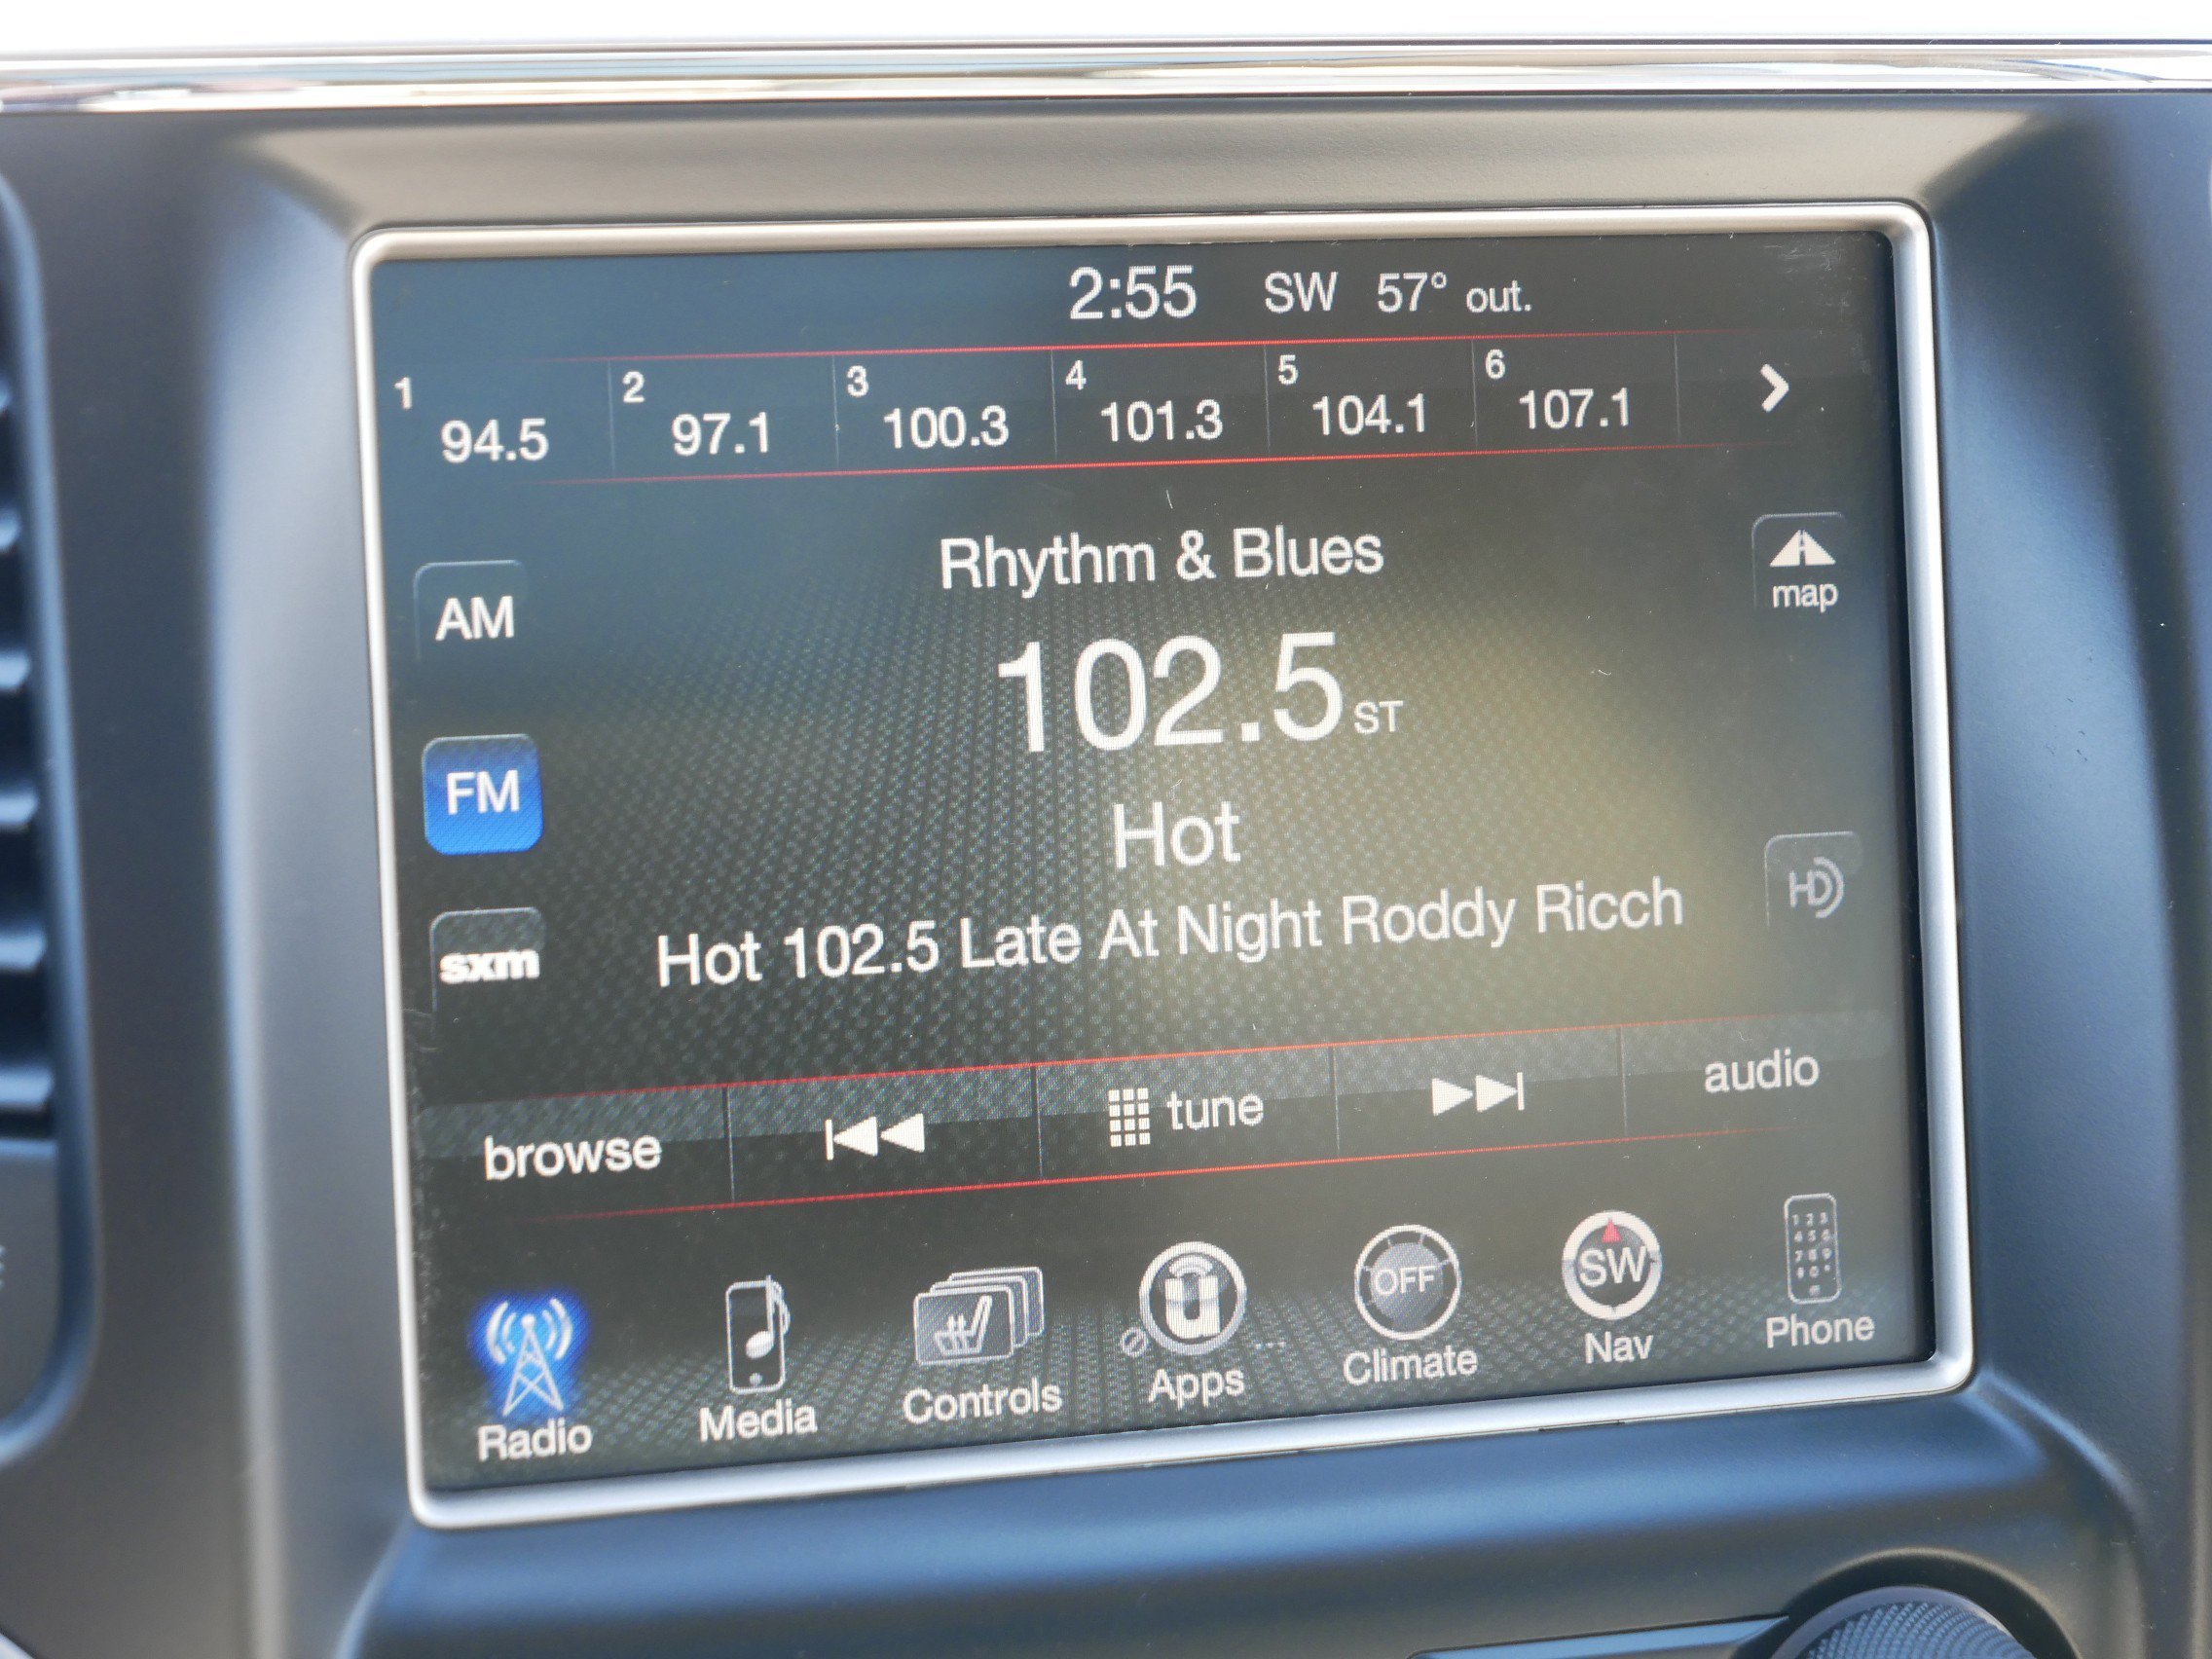 2:55 SW 57° out.
1 94.5 2 97.1 3 100.3 4 101.3 5 104.1 6 107.1
Rhythm & Blues
map
AM
102.5 ST
FM
Hot
HD
Hot 102.5 Late At Night Roddy Ricch
sxm
browse tune audio
OFF SW
Radio Media Controls Apps Climate Nav Phone